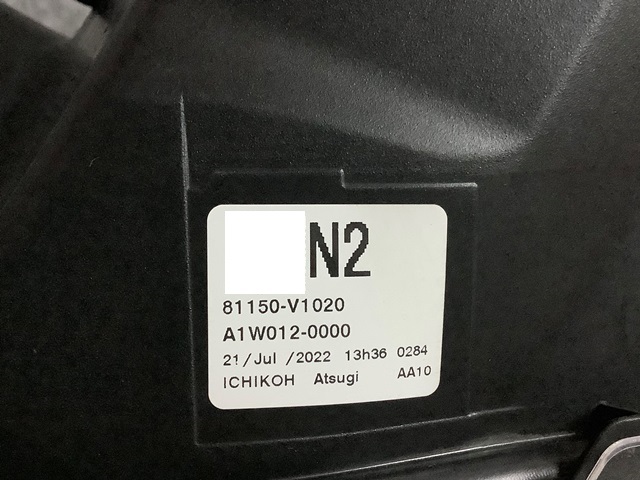 N2
81150-V1020
A1W012-0000
21/Jul /2022 13h36 0284
ICHIKOH Atsugi AA10